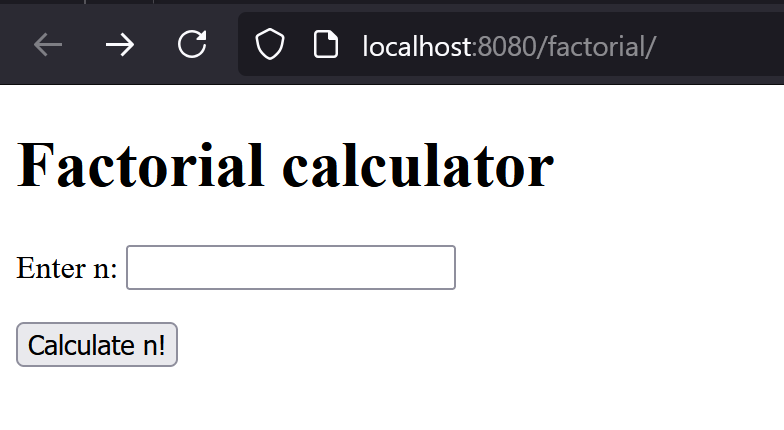 localhost:8080/factorial/
Factorial calculator
Enter n:
Calculate n!